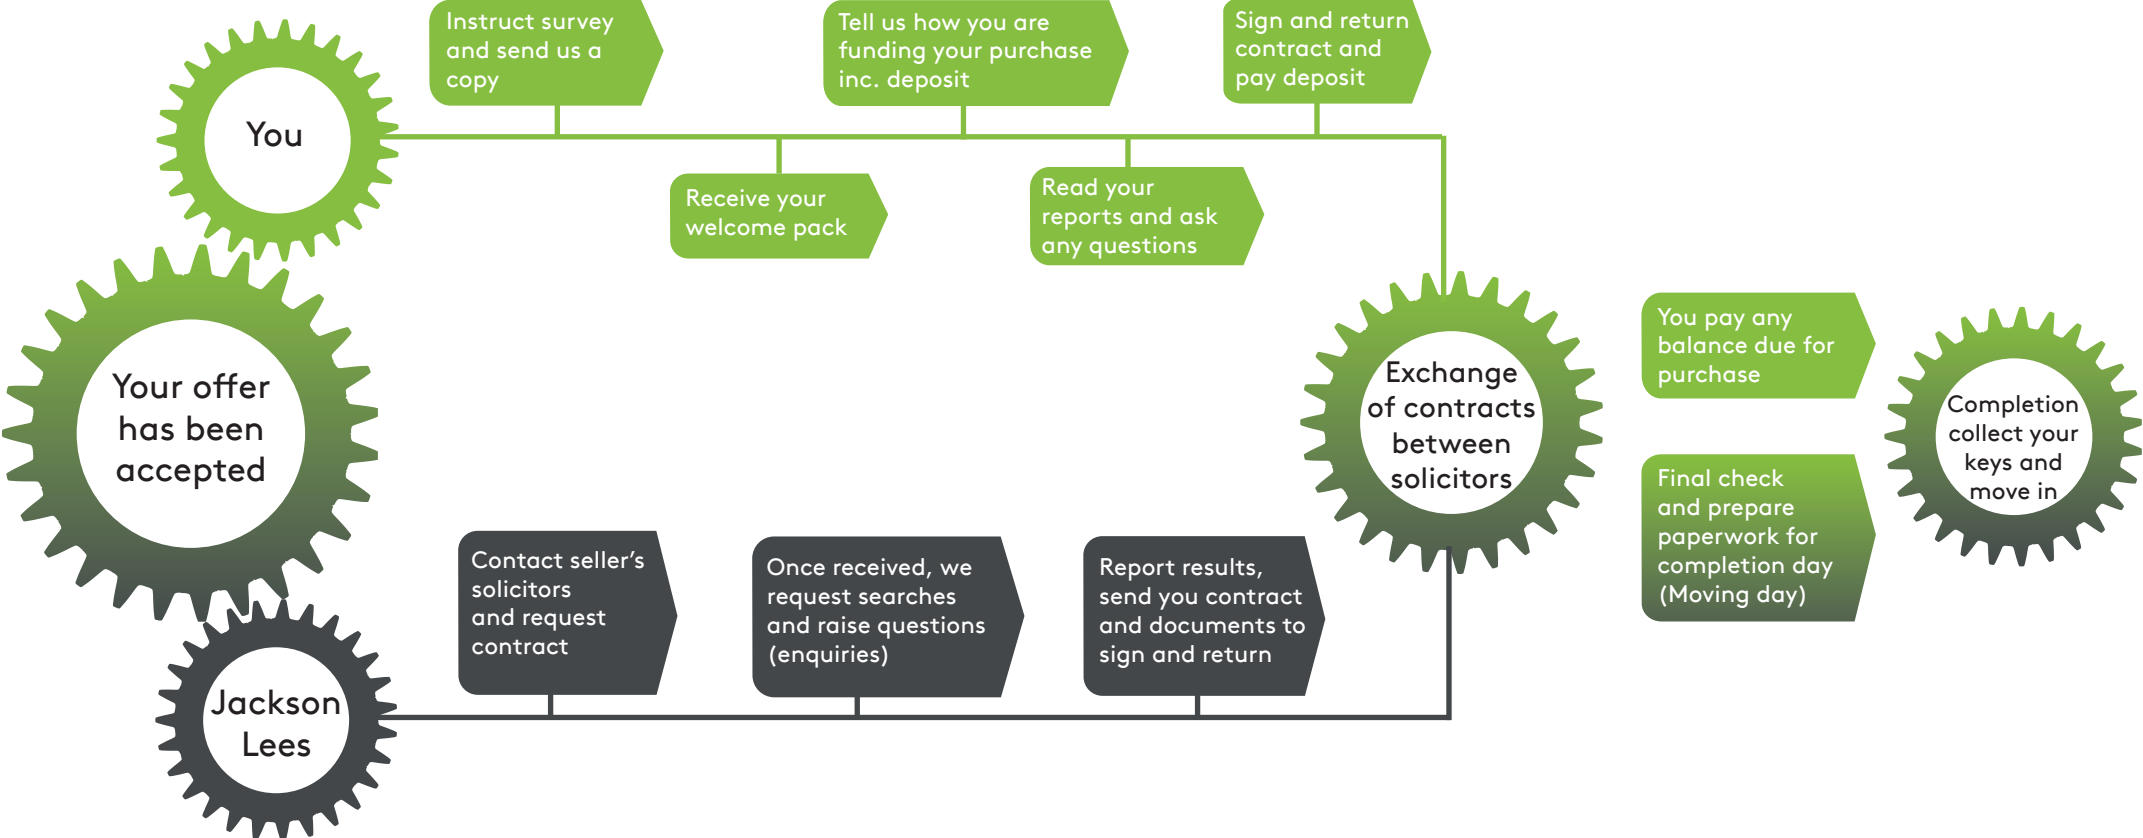 You
Instruct survey
and send us a
copy
Receive your
welcome pack
Tell us how you are
funding your purchase
inc. deposit
Read your
reports and ask
any questions
Sign and return
contract and
pay deposit
Your offer
has been
accepted
Jackson
Lees
Contact seller’s
solicitors
and request
contract
Once received, we
request searches
and raise questions
(enquiries)
Report results,
send you contract
and documents to
sign and return
Exchange
of contracts
between
solicitors
You pay any
balance due for
purchase
Final check
and prepare
paperwork for
completion day
(Moving day)
Completion
collect your
keys and
move in